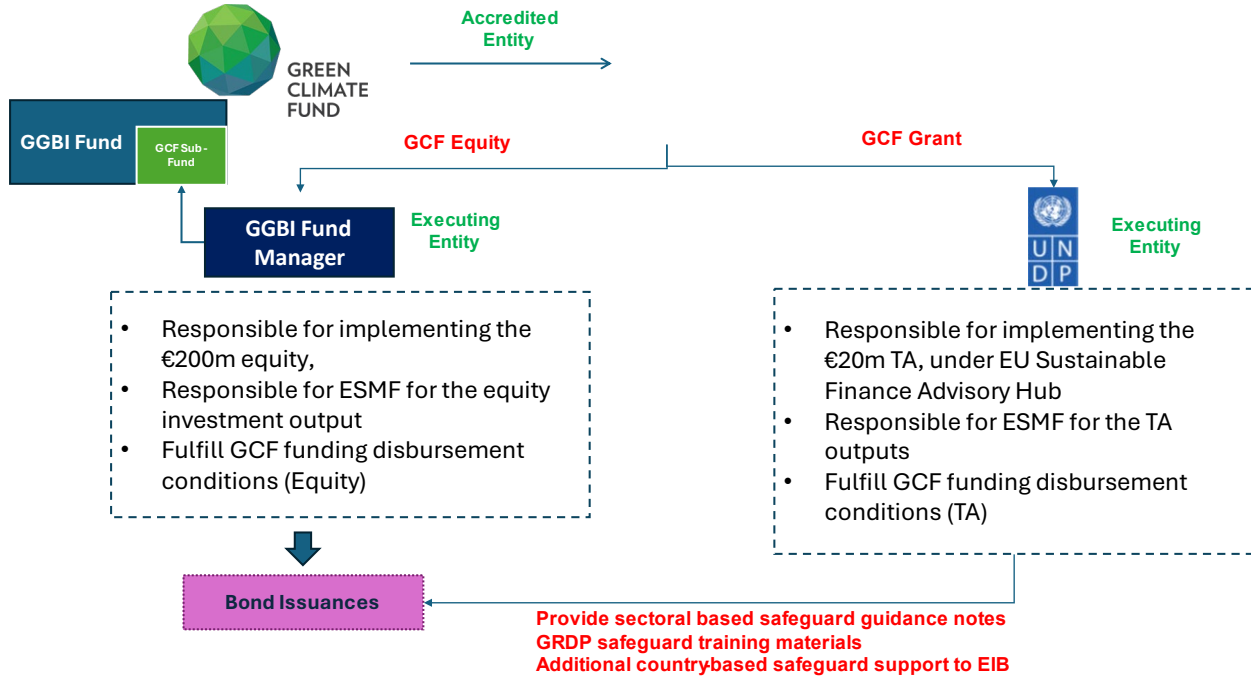 Accredited
Entity
GREEN
CLIMATE
FUND
GGBI Fund
GCF Sub-
Fund
GCF Equity
GCF Grant
GGBI Fund
Manager
Executing
Entity
U N
D P
Executing
Entity
• Responsible for implementing the
€200m equity,
• Responsible for ESMF for the equity
investment output
• Fulfill GCF funding disbursement
conditions (Equity)
• Responsible for implementing the
€20m TA, under EU Sustainable
Finance Advisory Hub
• Responsible for ESMF for the TA
outputs
• Fulfill GCF funding disbursement
conditions (TA)
Bond Issuances
Provide sectoral based safeguard guidance notes
GRDP safeguard training materials
Additional country-based safeguard support to EIB